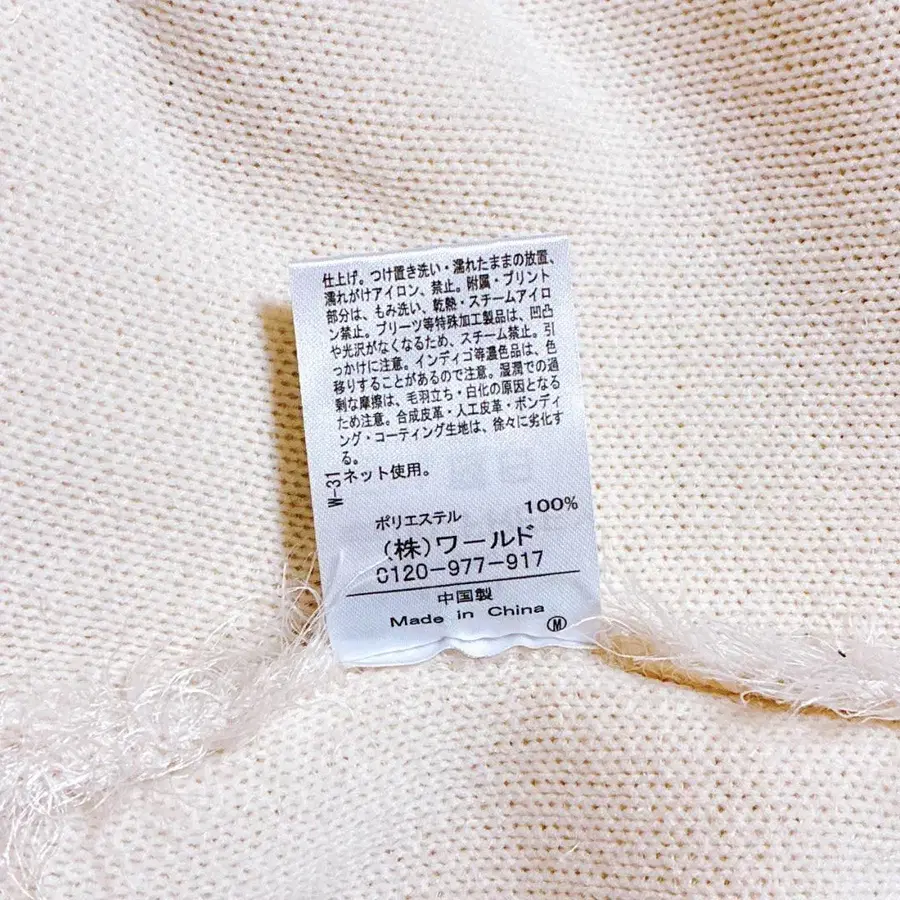 仕上げ。つけ置き洗い・濡れたままの放置、
濡れがけアイロン、禁止。附属・プリント
部分は、もみ洗い、乾熱・スチームアイロ
ン禁止。プリーツ等特殊加工製品は、凹凸
や光沢がなくなるため、スチーム禁止。引
っかけに注意。インディゴ等濃色品は、色
移りすることがあるので注意。湿潤での過
剰な摩擦は、毛羽立ち・白化の原因となる
ため注意。合成皮革・人工皮革・ボンディ
ング・コーティング生地は、徐々に劣化す
る。
W-31
ネット使用。
ポリエステル 100%
(株)ワールド
0120-977-917
中国製
Made in China
M